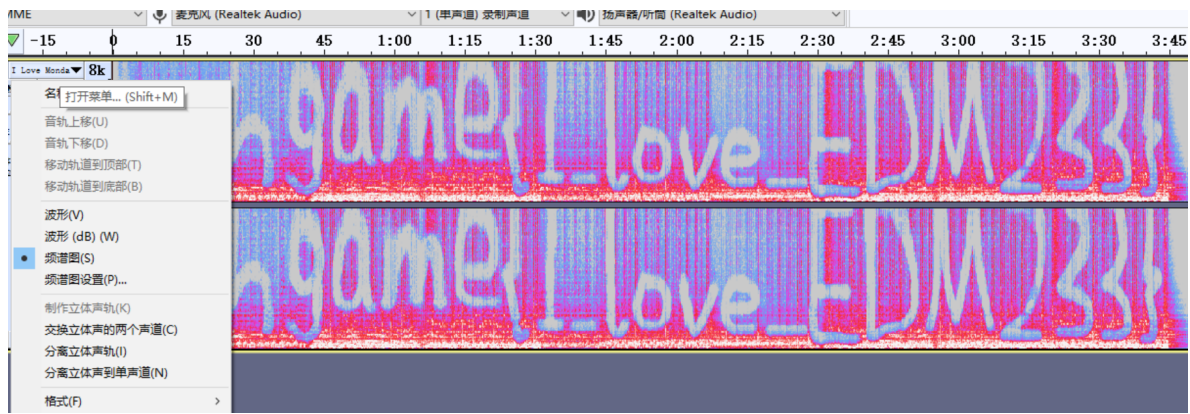 MME 麦克风 (Realtek Audio) 1 (单声道) 录制声道 扬声器/听筒 (Realtek Audio)
-15 0 15 30 45 1:00 1:15 1:30 1:45 2:00 2:15 2:30 2:45 3:00 3:15 3:30 3:45
I Love Monda 8k
打开菜单... (Shift+M)
音轨上移(U)
音轨下移(D)
移动轨道到顶部(T)
移动轨道到底部(B)
波形(V)
波形 (dB) (W)
频谱图(S)
频谱图设置(P)...
制作立体声轨(K)
交换立体声的两个声道(C)
分离立体声轨(I)
分离立体声到单声道(N)
格式(F)
ngame{I_love_EDM233}
ngame{I_love_EDM233}